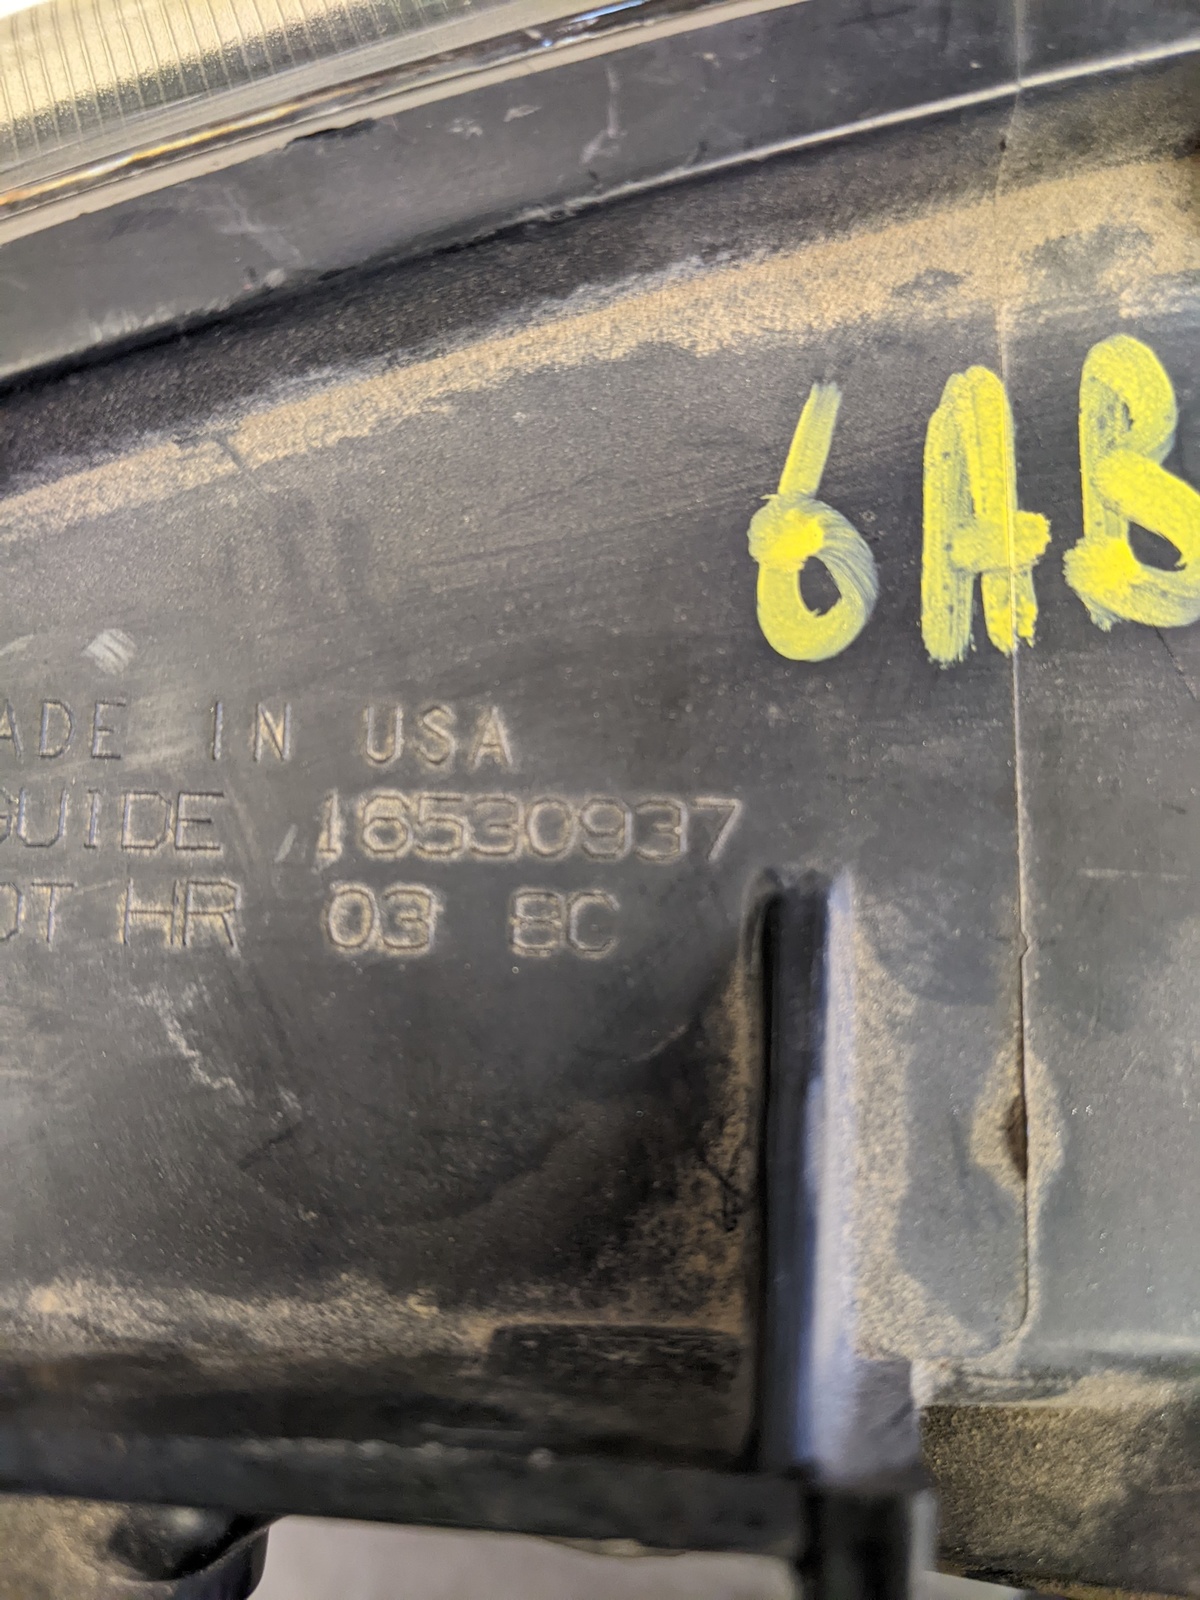 6AB
ADE IN USA
GUIDE 16530937
OT HR 03 8C